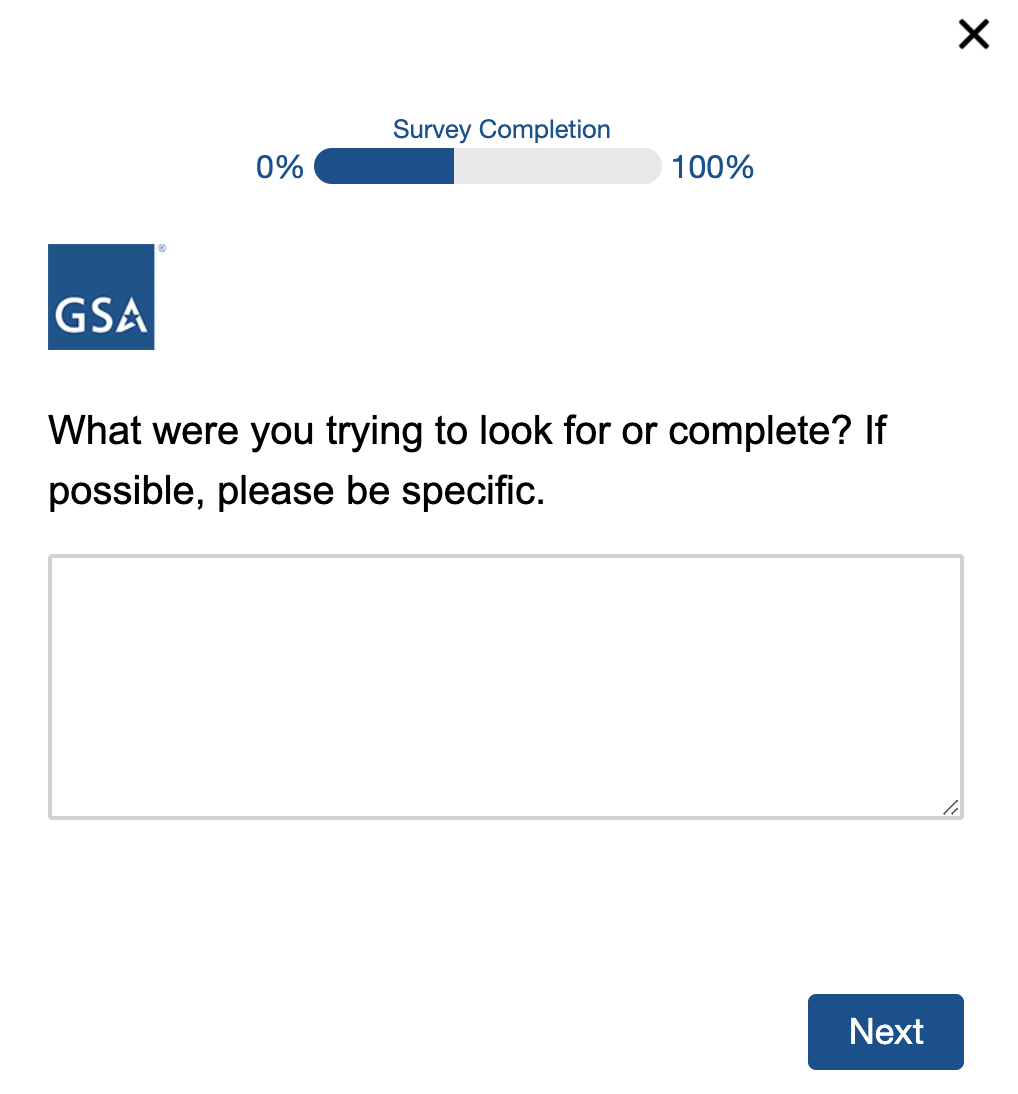 Survey Completion
0% 100%
GSA
®
What were you trying to look for or complete? If
possible, please be specific.
Next